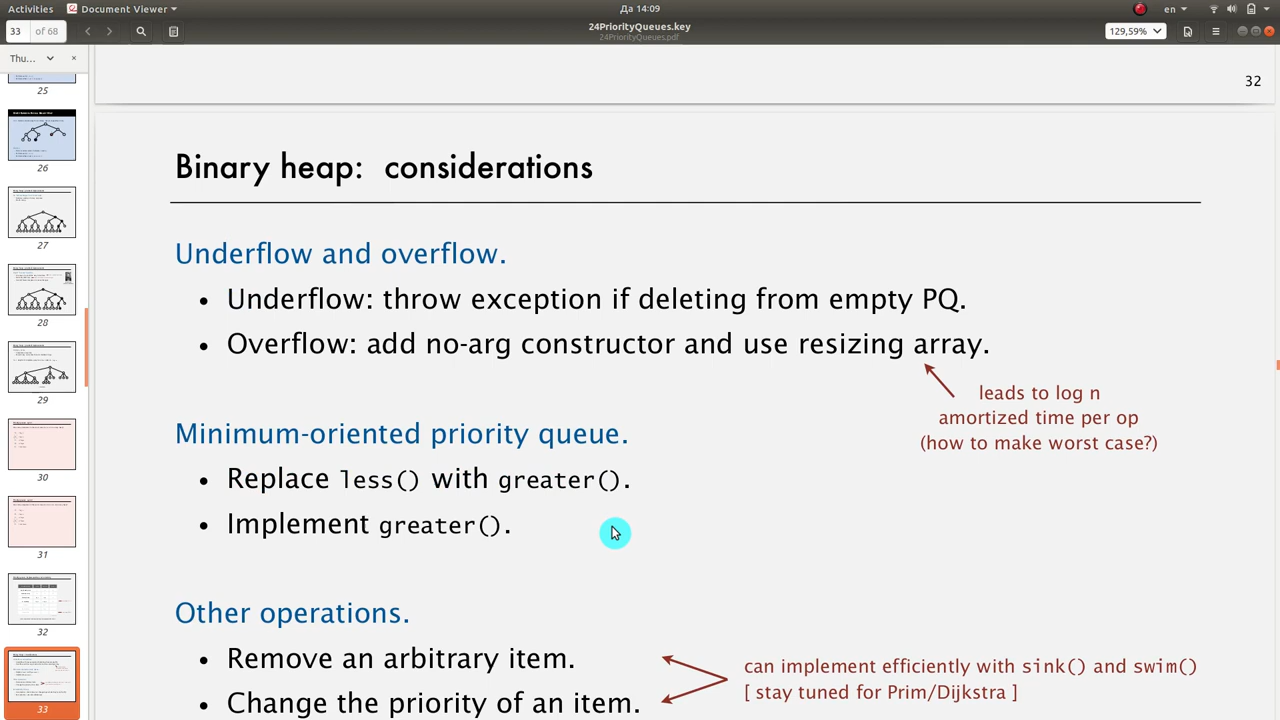 Activities Document Viewer Да 14:09 en
33 of 68 24PriorityQueues.key 129,59%
24PriorityQueues.pdf
Thu...
25
26
27
28
29
30
31
32
33
32
Binary heap: considerations
Underflow and overflow.
• Underflow: throw exception if deleting from empty PQ.
• Overflow: add no-arg constructor and use resizing array.
leads to log n
amortized time per op
(how to make worst case?)
Minimum-oriented priority queue.
• Replace less() with greater().
• Implement greater().
Other operations.
• Remove an arbitrary item.
• Change the priority of an item.
can implement efficiently with sink() and swim()
[ stay tuned for Prim/Dijkstra ]